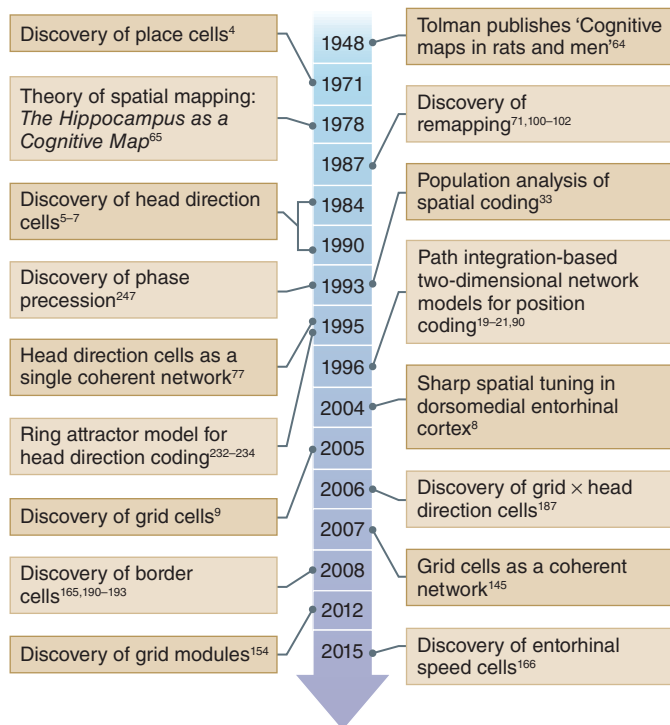 Discovery of place cells4
Theory of spatial mapping:
The Hippocampus as a
Cognitive Map65
Discovery of head direction
cells5–7
Discovery of phase
precession247
Head direction cells as a
single coherent network77
Ring attractor model for
head direction coding232–234
Discovery of grid cells9
Discovery of border
cells165,190–193
Discovery of grid modules154
1948
1971
1978
1987
1984
1990
1993
1995
1996
2004
2005
2006
2007
2008
2012
2015
Tolman publishes ‘Cognitive
maps in rats and men’64
Discovery of
remapping71,100–102
Population analysis of
spatial coding33
Path integration-based
two-dimensional network
models for position
coding19–21,90
Sharp spatial tuning in
dorsomedial entorhinal
cortex8
Discovery of grid × head
direction cells187
Grid cells as a coherent
network145
Discovery of entorhinal
speed cells166